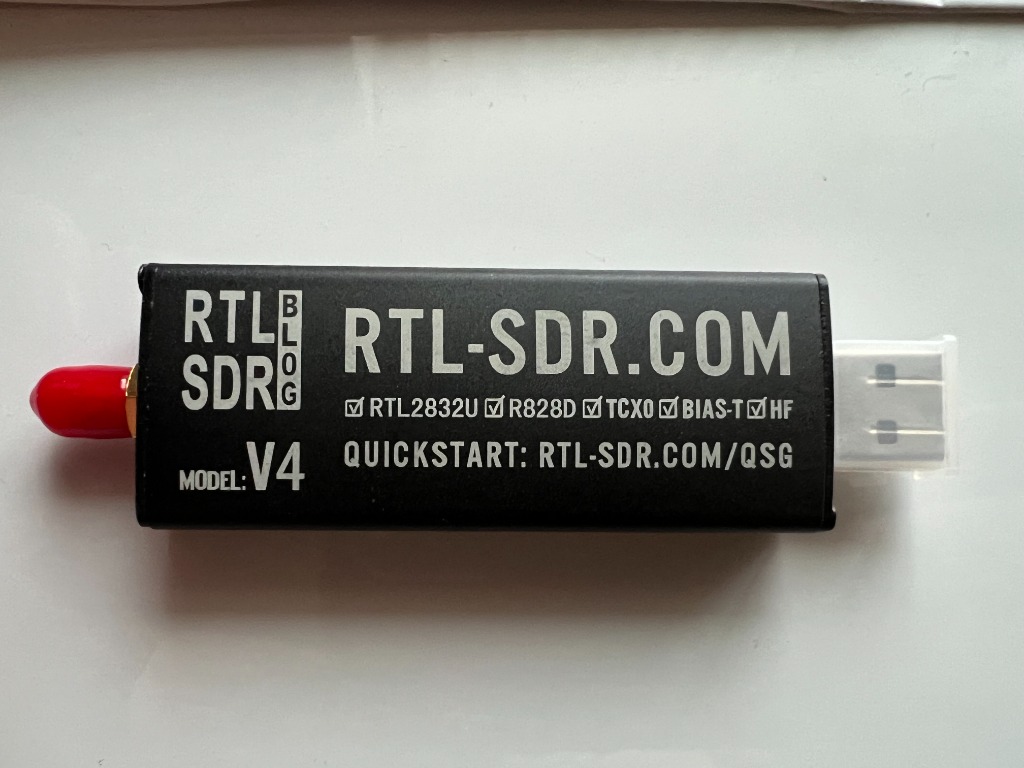 RTL
SDR
BLOG
MODEL: V4
RTL-SDR.COM
☑ RTL2832U ☑ R828D ☑ TCXO ☑ BIAS-T ☑ HF
QUICKSTART: RTL-SDR.COM/QSG